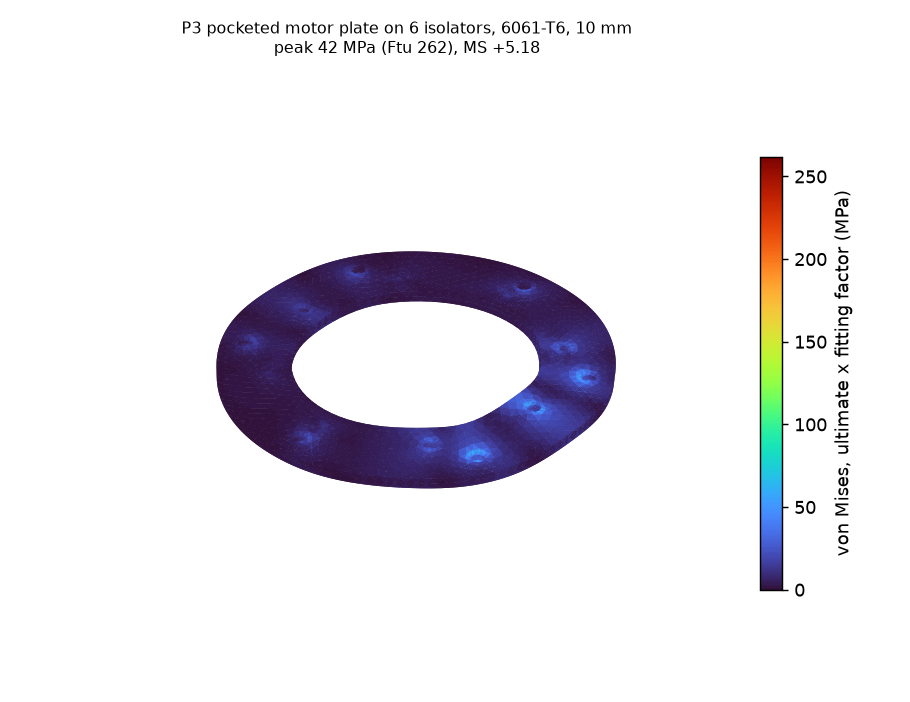 P3 pocketed motor plate on 6 isolators, 6061-T6, 10 mm
peak 42 MPa (Ftu 262), MS +5.18
250
200
150
100
50
0
von Mises, ultimate x fitting factor (MPa)